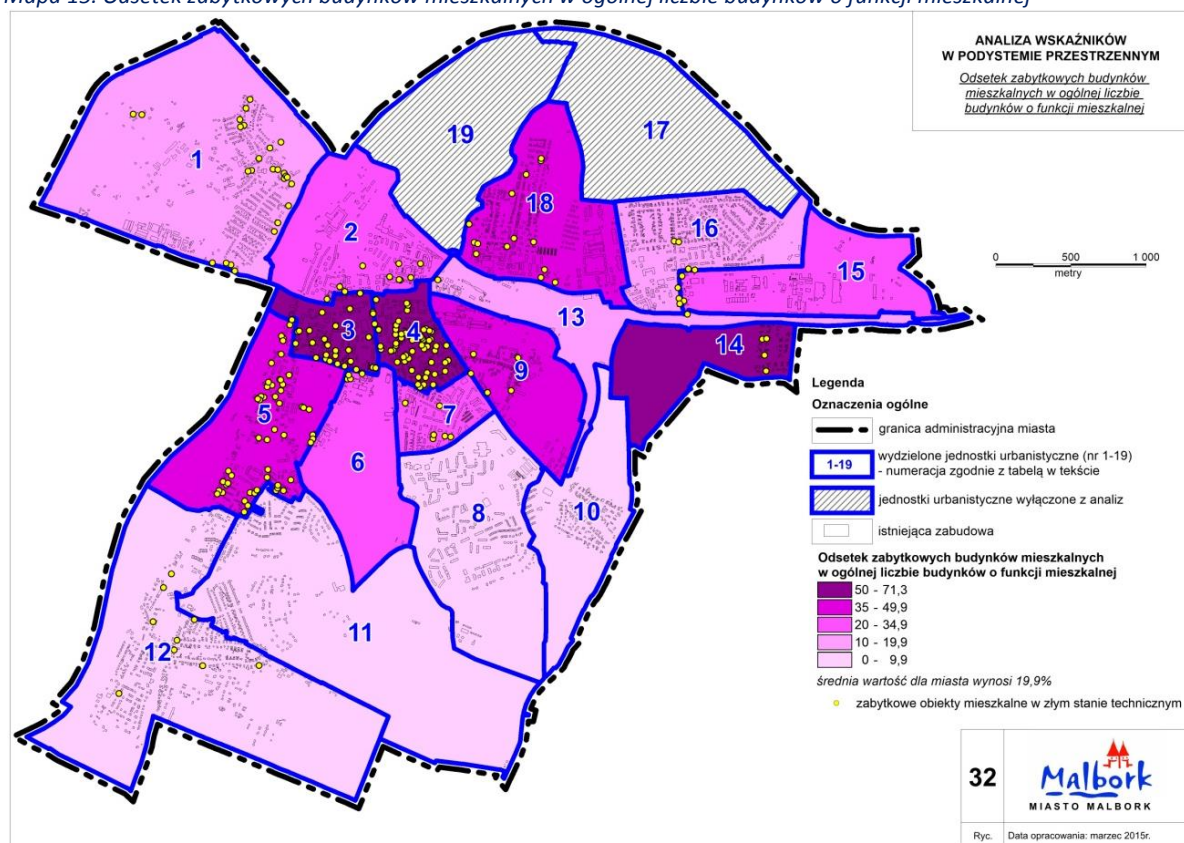 Mapa 13. Odsetek zabytkowych budynków mieszkalnych w ogólnej liczbie budynków o funkcji mieszkalnej
ANALIZA WSKAŹNIKÓW
W PODYSTEMIE PRZESTRZENNYM
Odsetek zabytkowych budynków
mieszkalnych w ogólnej liczbie
budynków o funkcji mieszkalnej
19
17
1
18
2
16
15
0 500 1 000
metry
13
3
4
14
9
5
7
6
8
10
11
12
Legenda
Oznaczenia ogólne
granica administracyjna miasta
1-19
wydzielone jednostki urbanistyczne (nr 1-19)
- numeracja zgodnie z tabelą w tekście
jednostki urbanistyczne wyłączone z analiz
istniejąca zabudowa
Odsetek zabytkowych budynków mieszkalnych
w ogólnej liczbie budynków o funkcji mieszkalnej
50 - 71,3
35 - 49,9
20 - 34,9
10 - 19,9
0 - 9,9
średnia wartość dla miasta wynosi 19,9%
zabytkowe obiekty mieszkalne w złym stanie technicznym
32
Malbork
MIASTO MALBORK
Ryc. Data opracowania: marzec 2015r.